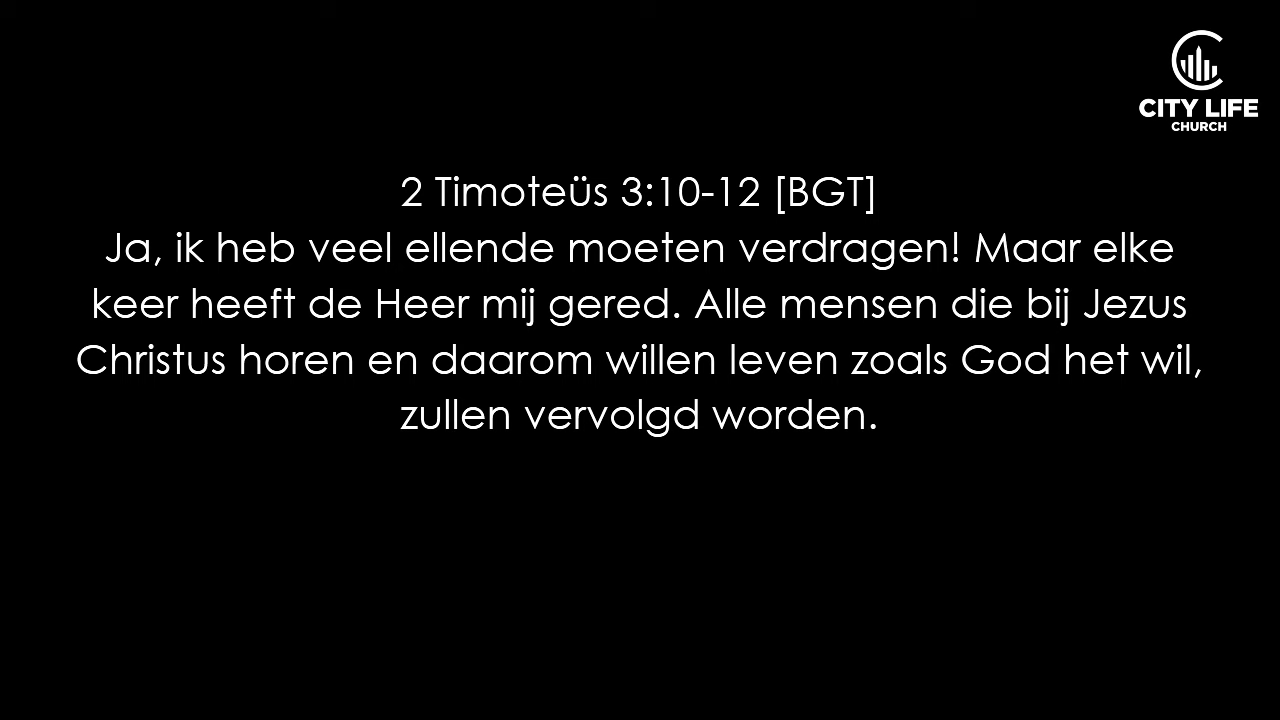 CITY LIFE
CHURCH
2 Timoteüs 3:10-12 [BGT]
Ja, ik heb veel ellende moeten verdragen! Maar elke
keer heeft de Heer mij gered. Alle mensen die bij Jezus
Christus horen en daarom willen leven zoals God het wil,
zullen vervolgd worden.